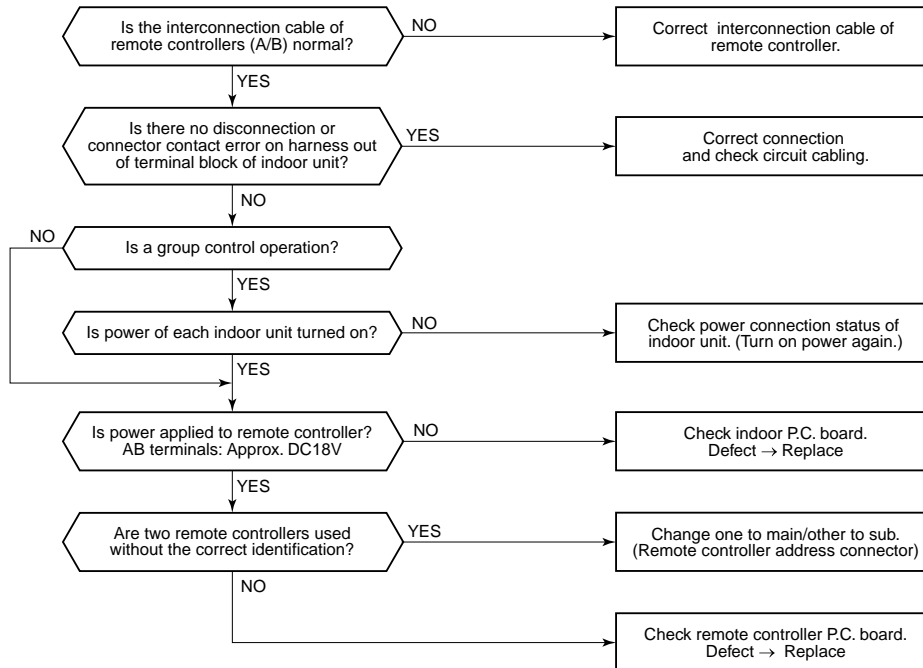 Is the interconnection cable of
remote controllers (A/B) normal?
NO
Correct interconnection cable of
remote controller.
YES
Is there no disconnection or
connector contact error on harness out
of terminal block of indoor unit?
YES
Correct connection
and check circuit cabling.
NO
NO
Is a group control operation?
YES
Is power of each indoor unit turned on?
NO
Check power connection status of
indoor unit. (Turn on power again.)
YES
Is power applied to remote controller?
AB terminals: Approx. DC18V
NO
Check indoor P.C. board.
Defect → Replace
YES
Are two remote controllers used
without the correct identification?
YES
Change one to main/other to sub.
(Remote controller address connector)
NO
Check remote controller P.C. board.
Defect → Replace